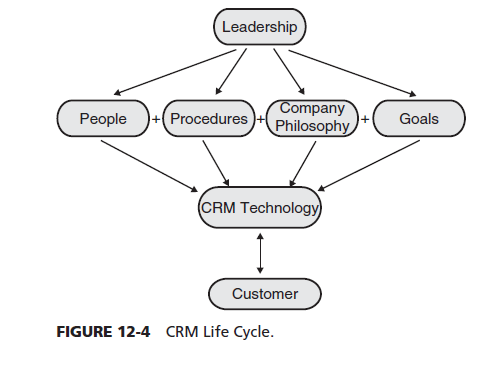 Leadership
People + Procedures + Company Philosophy + Goals
CRM Technology
Customer
FIGURE 12-4 CRM Life Cycle.